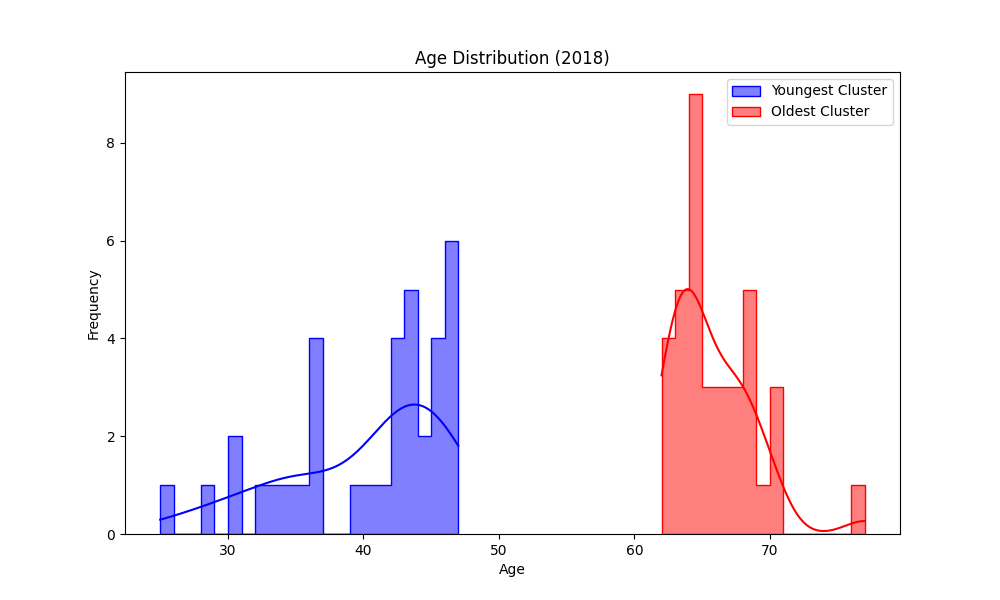 Age Distribution (2018)
Youngest Cluster
Oldest Cluster
Frequency
8
6
4
2
0
30 40 50 60 70
Age